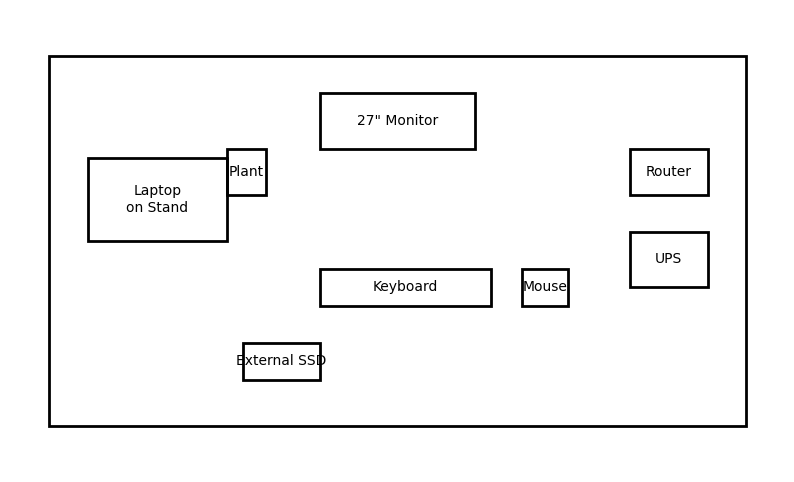 27" Monitor
Plant
Router
Laptop
on Stand
UPS
Keyboard
Mouse
External SSD